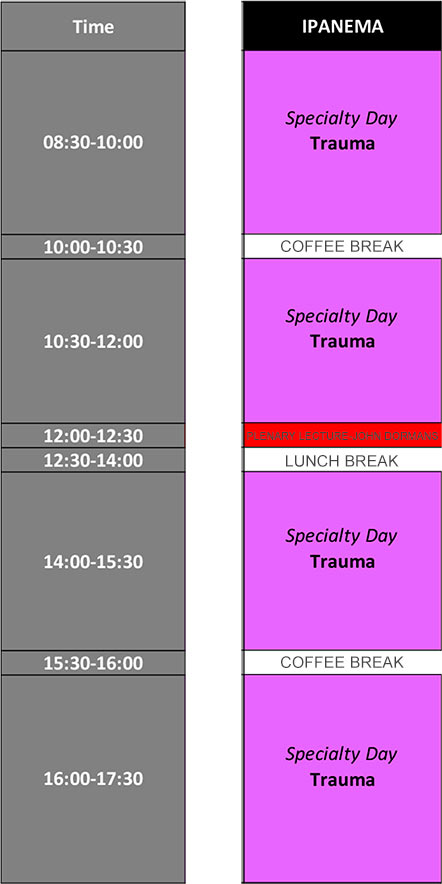 Time IPANEMA
08:30-10:00 Specialty Day
Trauma
10:00-10:30 COFFEE BREAK
10:30-12:00 Specialty Day
Trauma
12:00-12:30 PLENARY LECTURE-JOHN DORMANS
12:30-14:00 LUNCH BREAK
14:00-15:30 Specialty Day
Trauma
15:30-16:00 COFFEE BREAK
16:00-17:30 Specialty Day
Trauma